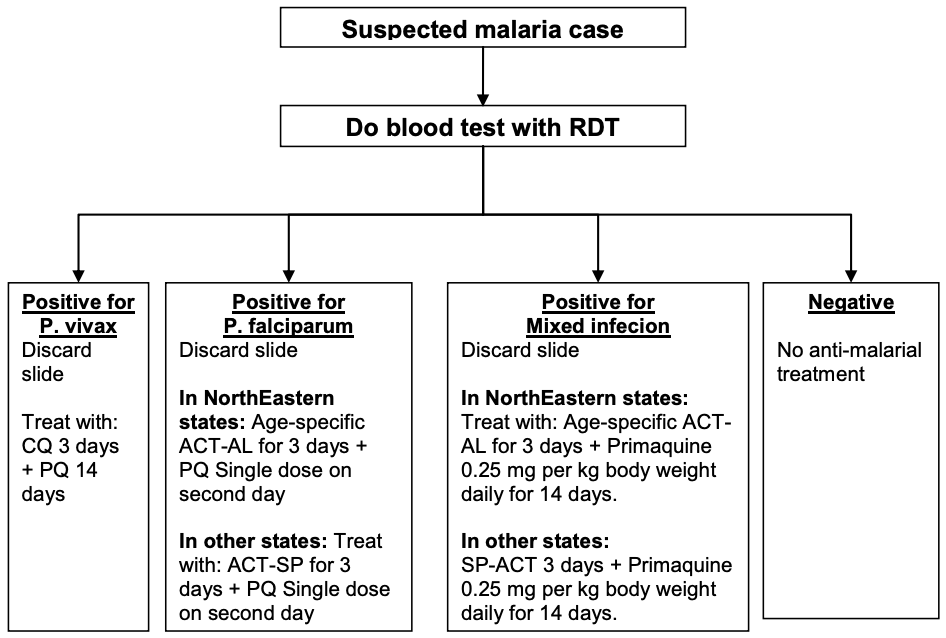 Suspected malaria case
Do blood test with RDT
Positive for
P. vivax
Discard
slide
Treat with:
CQ 3 days
+ PQ 14
days
Positive for
P. falciparum
Discard slide
In NorthEastern
states: Age-specific
ACT-AL for 3 days +
PQ Single dose on
second day
In other states: Treat
with: ACT-SP for 3
days + PQ Single dose
on second day
Positive for
Mixed infecion
Discard slide
In NorthEastern states:
Treat with: Age-specific ACT-
AL for 3 days + Primaquine
0.25 mg per kg body weight
daily for 14 days.
In other states:
SP-ACT 3 days + Primaquine
0.25 mg per kg body weight
daily for 14 days.
Negative
No anti-malarial
treatment